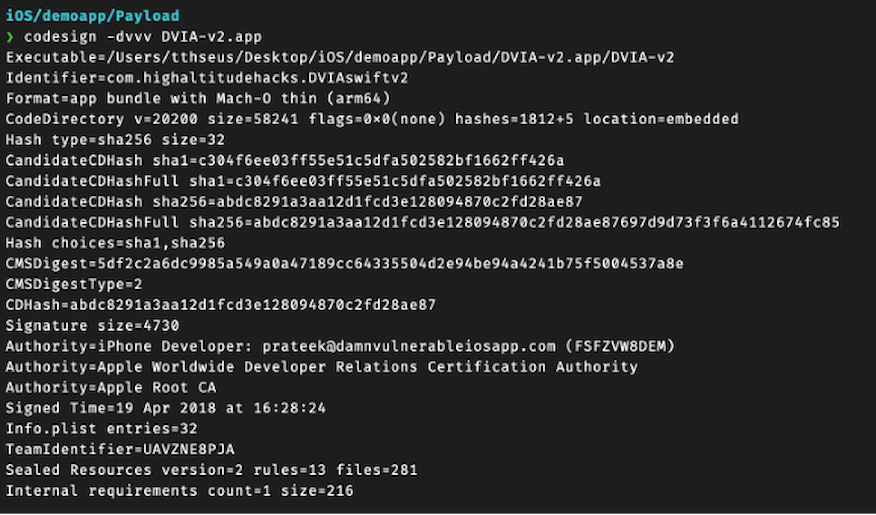 iOS/demoapp/Payload
❯ codesign -dvvv DVIA-v2.app
Executable=/Users/tthseus/Desktop/iOS/demoapp/Payload/DVIA-v2.app/DVIA-v2
Identifier=com.highaltitudehacks.DVIAswiftv2
Format=app bundle with Mach-O thin (arm64)
CodeDirectory v=20200 size=58241 flags=0×0(none) hashes=1812+5 location=embedded
Hash type=sha256 size=32
CandidateCDHash sha1=c304f6ee03ff55e51c5dfa502582bf1662ff426a
CandidateCDHashFull sha1=c304f6ee03ff55e51c5dfa502582bf1662ff426a
CandidateCDHash sha256=abdc8291a3aa12d1fcd3e128094870c2fd28ae87
CandidateCDHashFull sha256=abdc8291a3aa12d1fcd3e128094870c2fd28ae87697d9d73f3f6a4112674fc85
Hash choices=sha1,sha256
CMSDigest=5df2c2a6dc9985a549a0a47189cc64335504d2e94be94a4241b75f5004537a8e
CMSDigestType=2
CDHash=abdc8291a3aa12d1fcd3e128094870c2fd28ae87
Signature size=4730
Authority=iPhone Developer: prateek@damnvulnerableiosapp.com (FSFZVW8DEM)
Authority=Apple Worldwide Developer Relations Certification Authority
Authority=Apple Root CA
Signed Time=19 Apr 2018 at 16:28:24
Info.plist entries=32
TeamIdentifier=UAVZNE8PJA
Sealed Resources version=2 rules=13 files=281
Internal requirements count=1 size=216